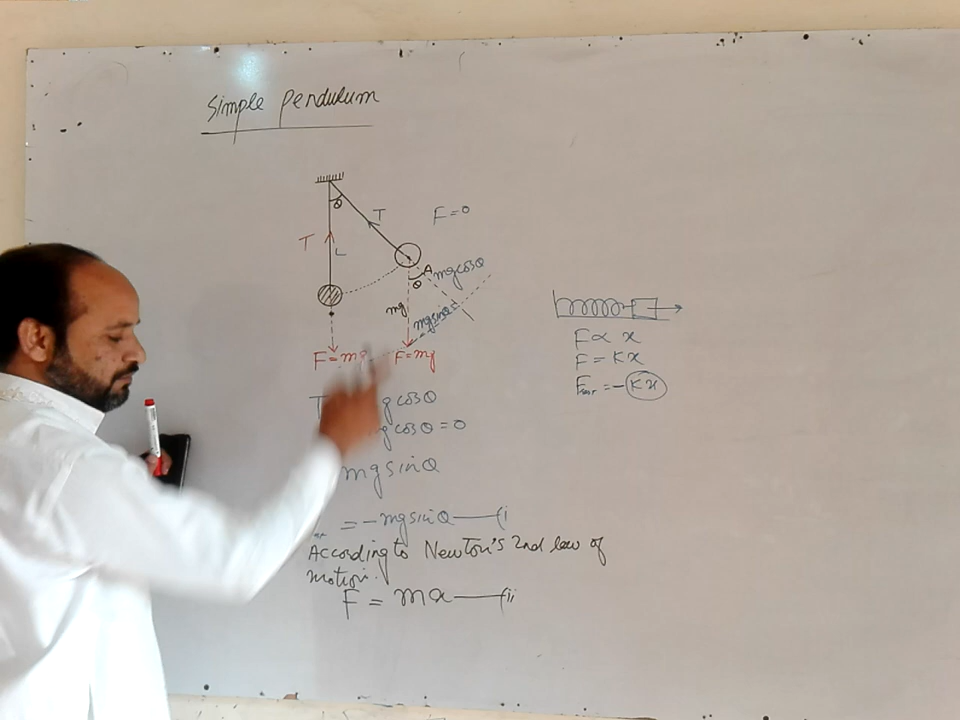 Simple Pendulum
θ
T
F = 0
T
L
A
θ
mg cosθ
mg
mg sinθ
F = mg
F = mg
F ∝ x
F = Kx
= - Kx
T
g cosθ
g cosθ = 0
mg sinθ
= - mg sinθ — (i
According to Newton's 2nd law of
motion.
F = ma — (ii